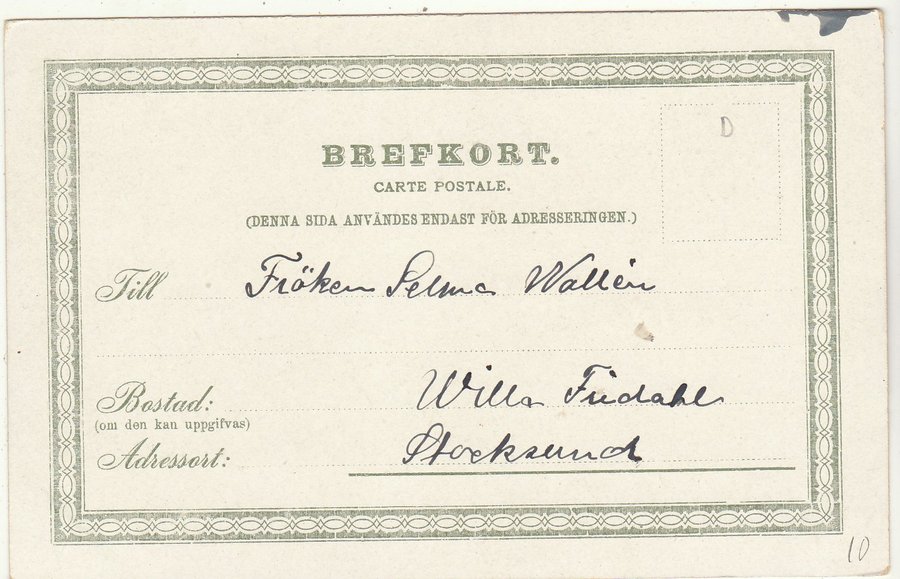 D
BREFKORT.
CARTE POSTALE.
(DENNA SIDA ANVÄNDES ENDAST FÖR ADRESSERINGEN.)
Till Fröken Selma Wallén
Bostad: Willa Fridahl
(om den kan uppgifvas)
Adressort: Stocksund
10